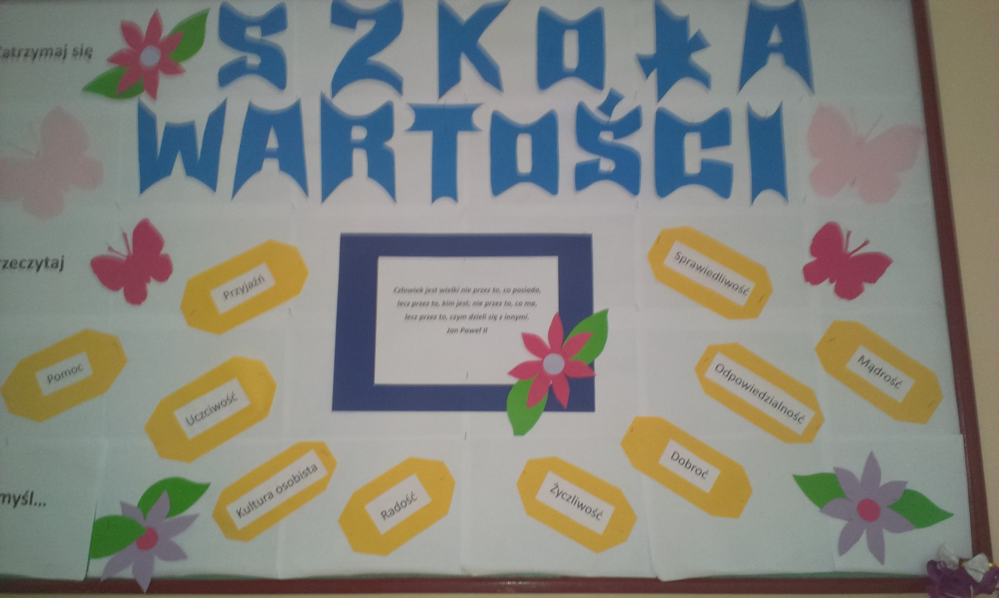 Zatrzymaj się
SZKOŁA
WARTOŚCI
rzeczytaj
Przyjaźń
Człowiek jest wielki nie przez to, co posiada,
lecz przez to, kim jest; nie przez to, co ma,
lecz przez to, czym dzieli się z innymi.
Jan Paweł II
Sprawiedliwość
Pomoc
Uczciwość
Odpowiedzialność
Mądrość
myśl...
Kultura osobista
Radość
Życzliwość
Dobroć